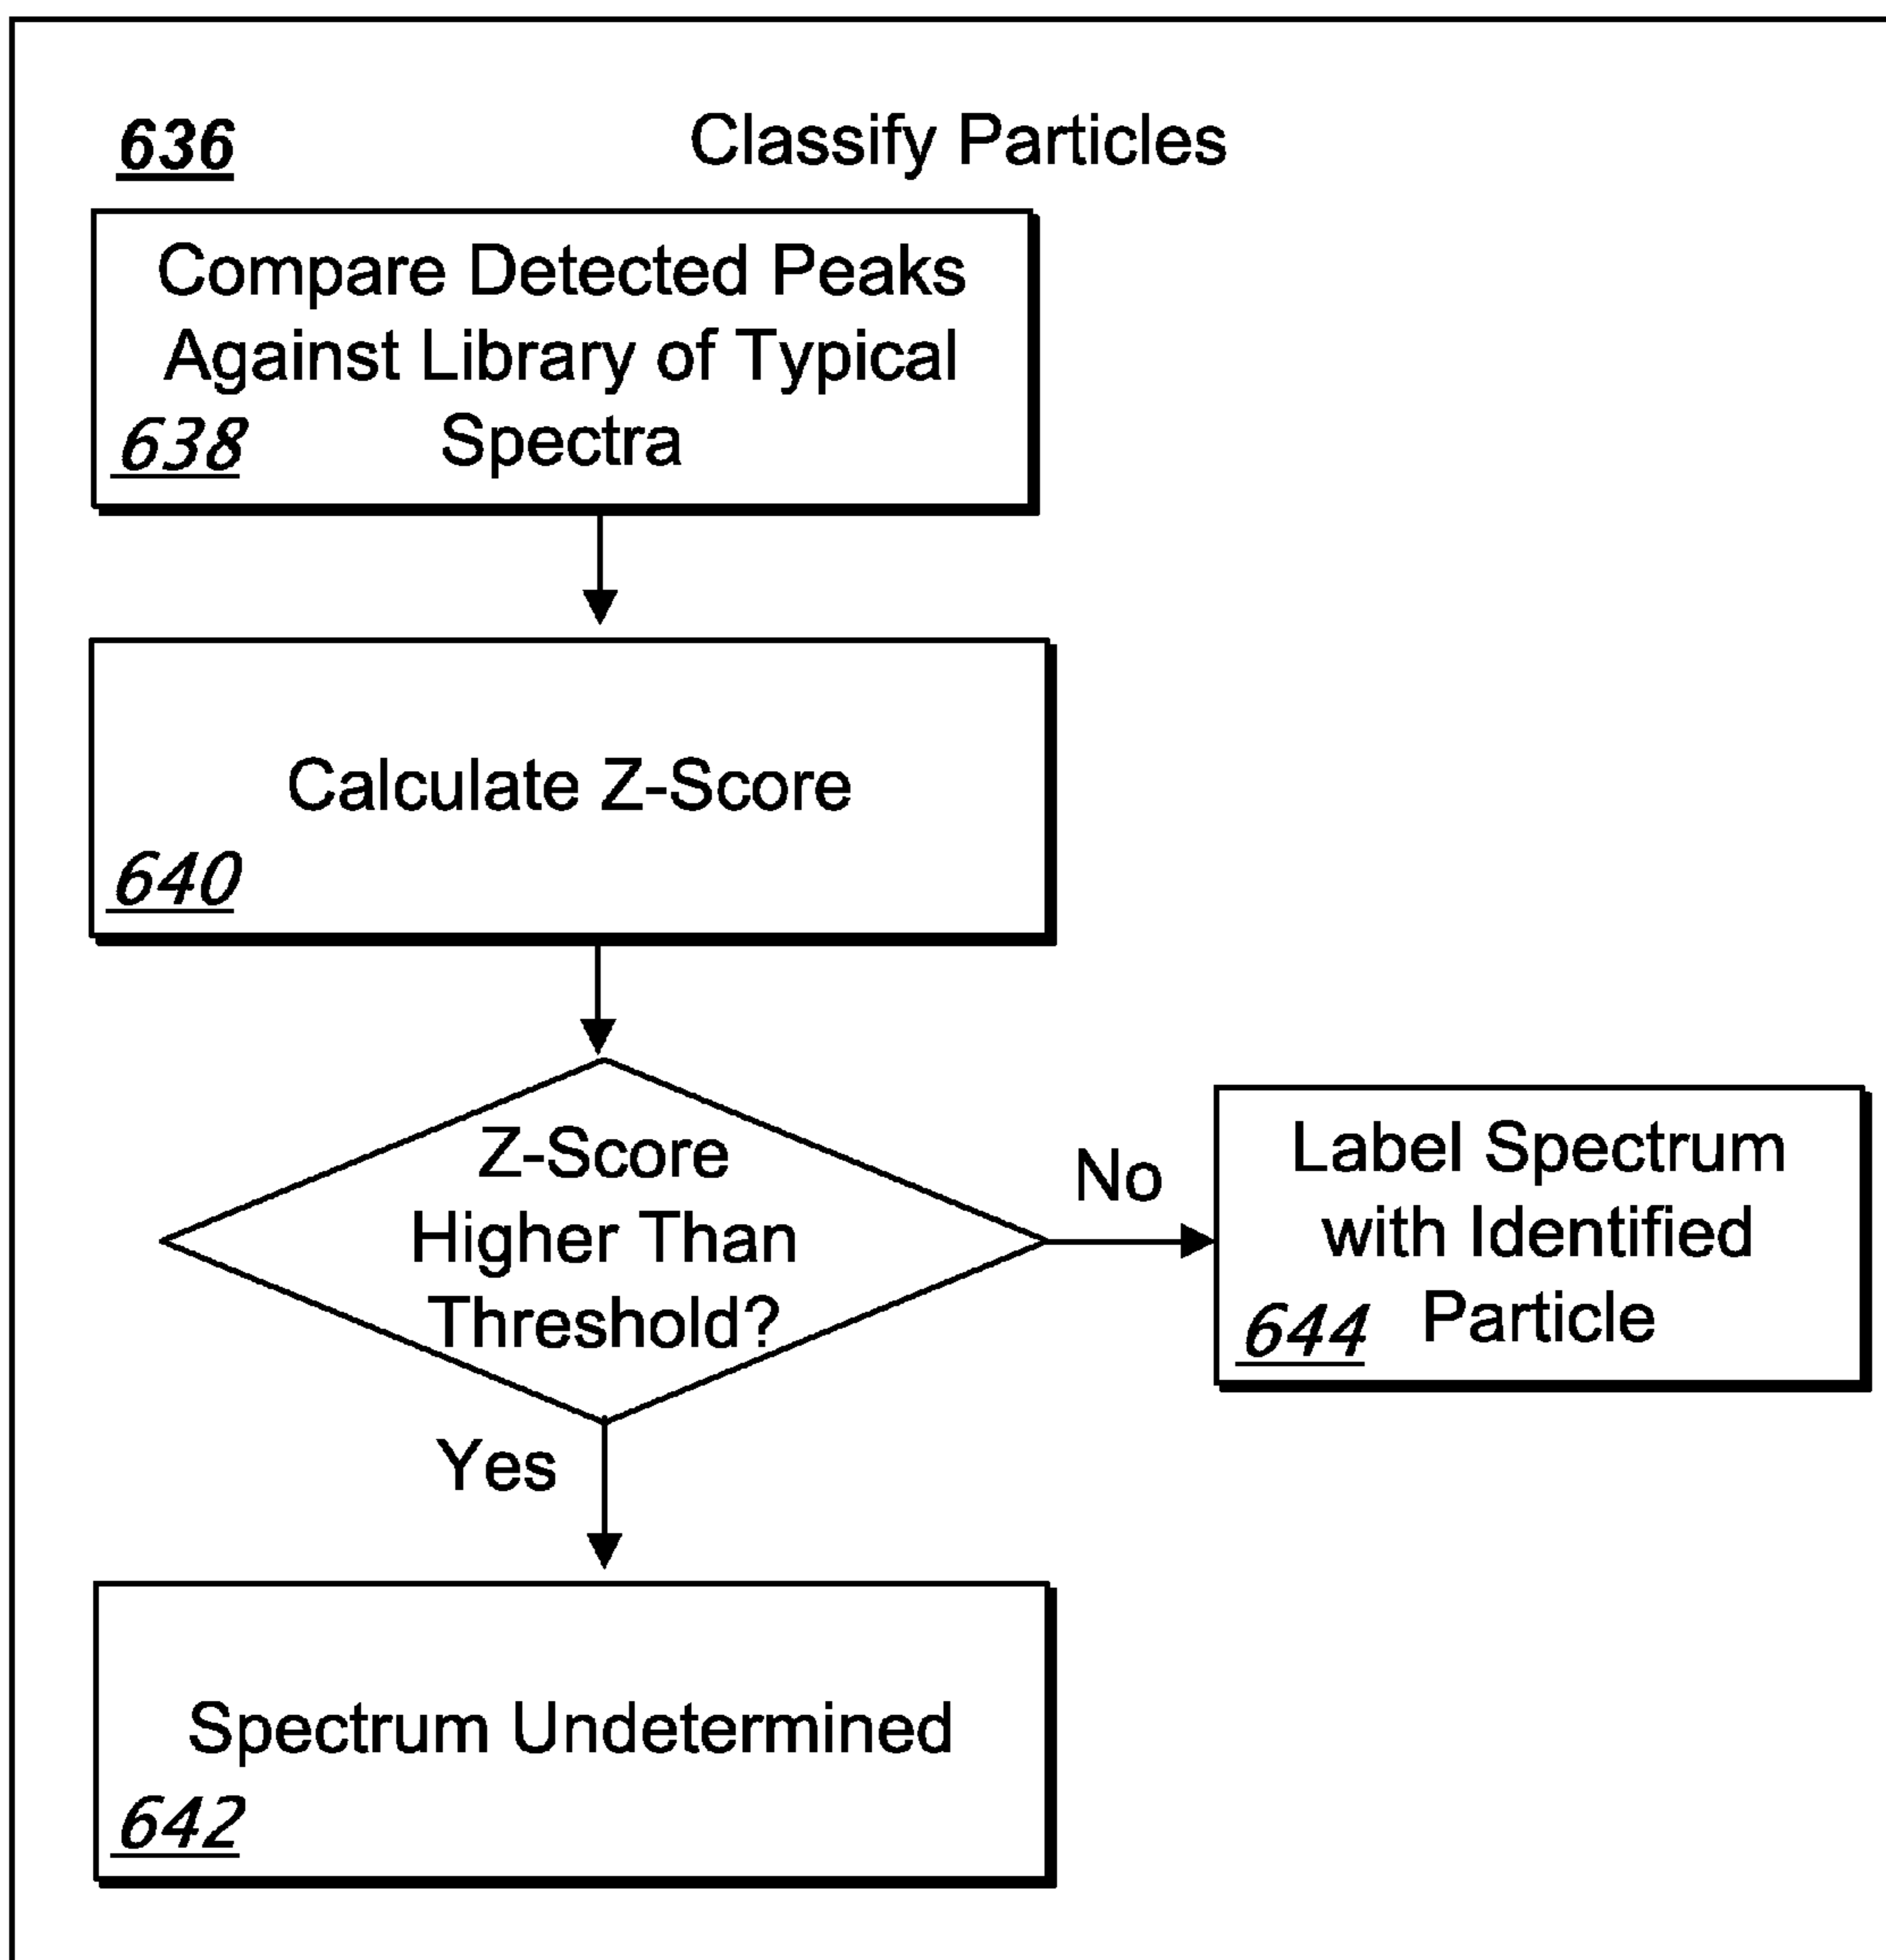 636 Classify Particles
Compare Detected Peaks
Against Library of Typical
638 Spectra
Calculate Z-Score
640
Z-Score
Higher Than
Threshold?
No
Label Spectrum
with Identified
644 Particle
Yes
Spectrum Undetermined
642